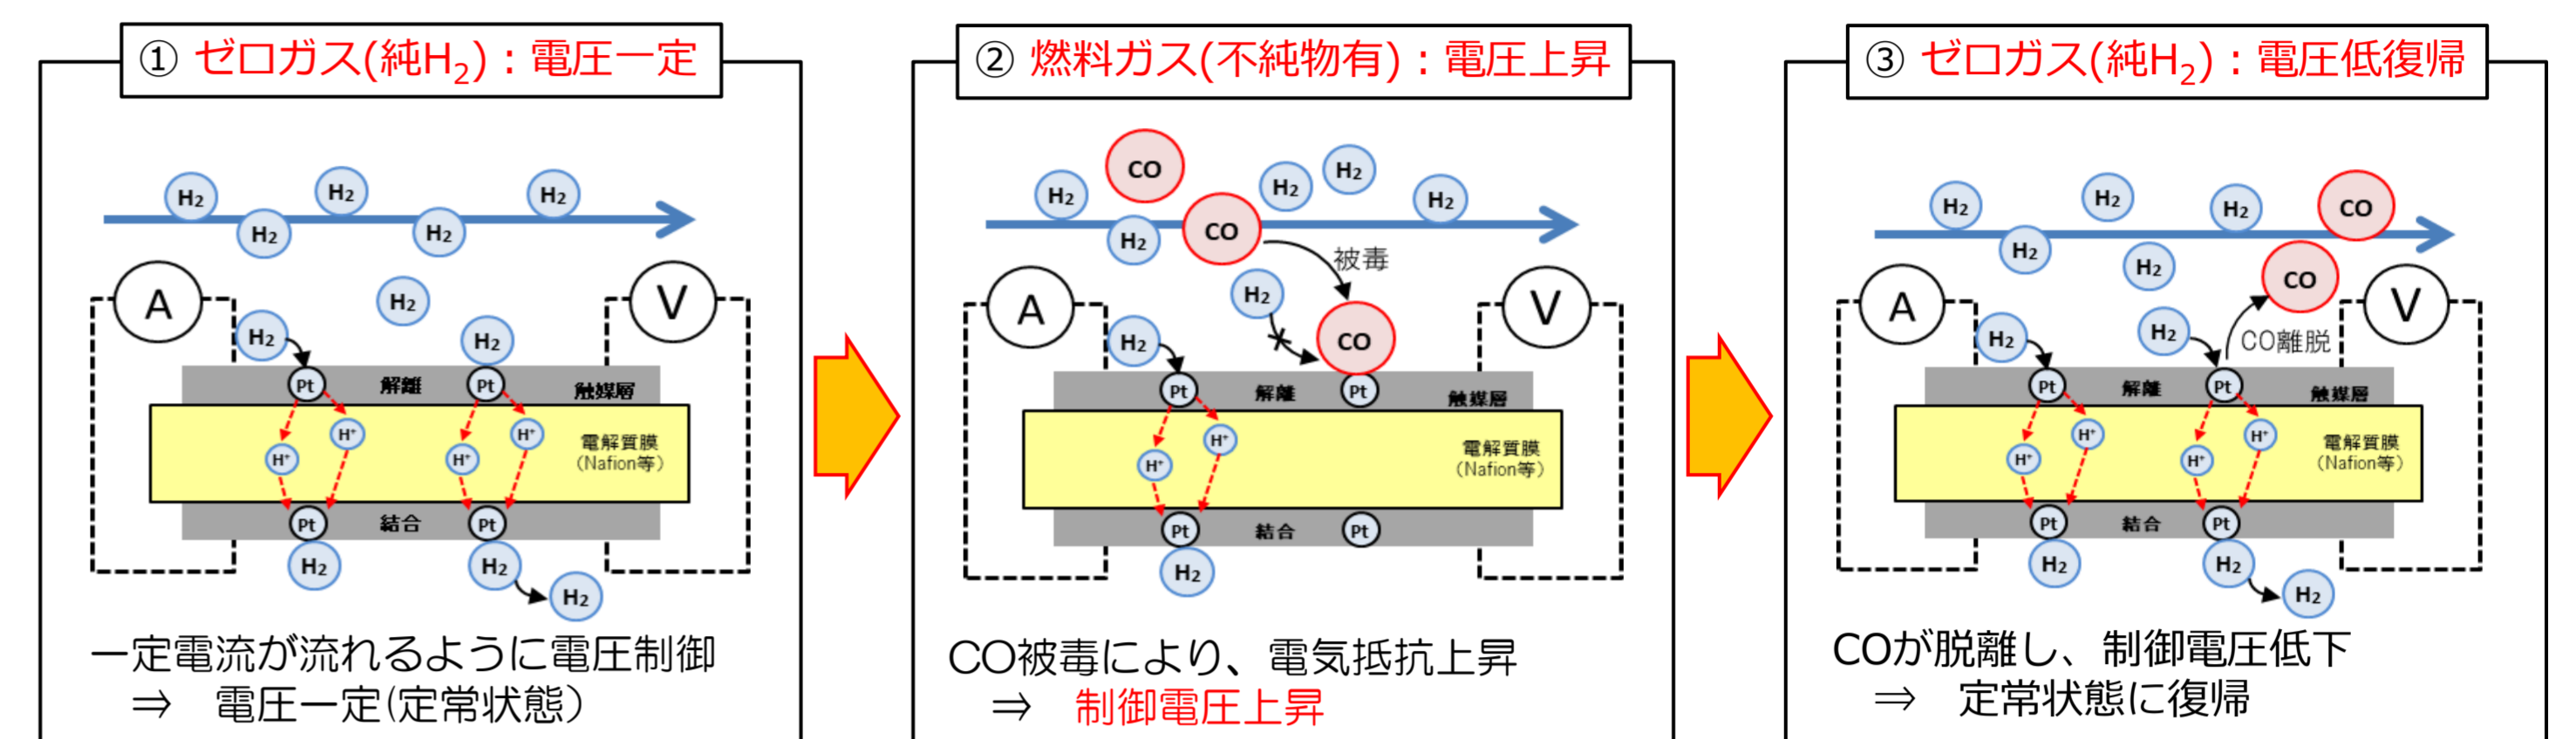 ① ゼロガス(純H₂)：電圧一定
H₂
H₂
H₂
H₂
H₂
H₂
A
V
H₂
H₂
Pt
解離
Pt
触媒層
H⁺
H⁺
H⁺
H⁺
電解質膜
(Nafion等)
Pt
結合
Pt
H₂
H₂
H₂
一定電流が流れるように電圧制御
⇒ 電圧一定(定常状態)
② 燃料ガス(不純物有)：電圧上昇
CO
H₂
H₂
H₂
H₂
H₂
CO
被毒
A
V
H₂
H₂
CO
Pt
解離
Pt
触媒層
H⁺
H⁺
電解質膜
(Nafion等)
Pt
結合
Pt
H₂
CO被毒により、電気抵抗上昇
⇒ 制御電圧上昇
③ ゼロガス(純H₂)：電圧低復帰
H₂
H₂
H₂
CO
H₂
H₂
CO
A
V
H₂
H₂
CO離脱
Pt
解離
Pt
触媒層
H⁺
H⁺
H⁺
H⁺
電解質膜
(Nafion等)
Pt
結合
Pt
H₂
H₂
H₂
COが脱離し、制御電圧低下
⇒ 定常状態に復帰